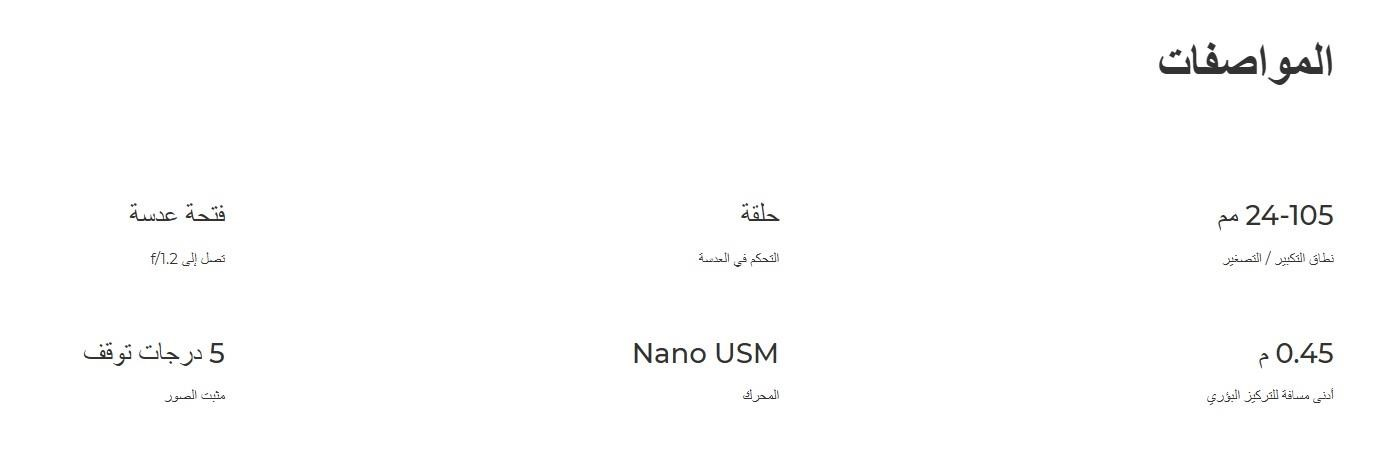 المواصفات
24-105 مم
نطاق التكبير / التصغير
حلقة
التحكم في العدسة
فتحة عدسة
تصل إلى f/1.2
0.45 م
أدنى مسافة للتركيز البؤري
Nano USM
المحرك
5 درجات توقف
مثبت الصور